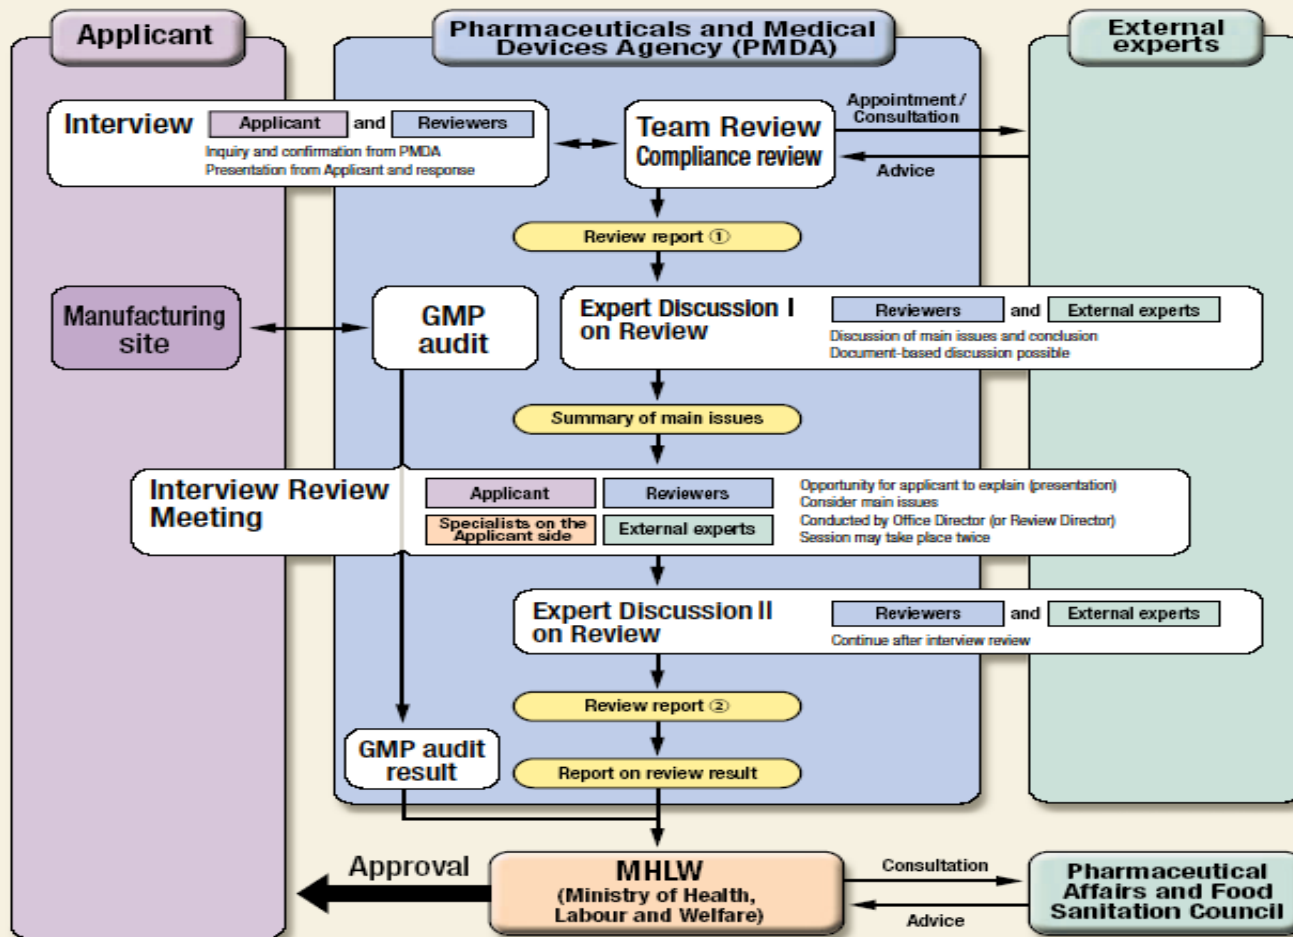 Applicant
Pharmaceuticals and Medical
Devices Agency (PMDA)
External
experts
Interview
Applicant and Reviewers
Inquiry and confirmation from PMDA
Presentation from Applicant and response
Team Review
Compliance review
Appointment /
Consultation
Advice
Review report ①
Manufacturing
site
GMP
audit
Expert Discussion I
on Review
Reviewers and External experts
Discussion of main issues and conclusion
Document-based discussion possible
Summary of main issues
Interview Review
Meeting
Applicant
Reviewers
Specialists on the
Applicant side
External experts
Opportunity for applicant to explain (presentation)
Consider main issues
Conducted by Office Director (or Review Director)
Session may take place twice
Expert Discussion II
on Review
Reviewers and External experts
Continue after interview review
Review report ②
GMP audit
result
Report on review result
Approval
MHLW
(Ministry of Health,
Labour and Welfare)
Consultation
Advice
Pharmaceutical
Affairs and Food
Sanitation Council